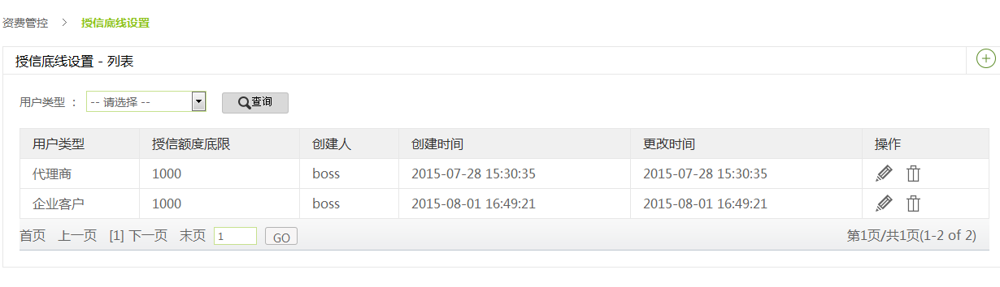 资费管控 > 授信底线设置
授信底线设置 - 列表
用户类型 ： -- 请选择 -- 查询
用户类型 授信额度底限 创建人 创建时间 更改时间 操作
代理商 1000 boss 2015-07-28 15:30:35 2015-07-28 15:30:35
企业客户 1000 boss 2015-08-01 16:49:21 2015-08-01 16:49:21
首页 上一页 [1] 下一页 末页 1 GO 第1页/共1页(1-2 of 2)